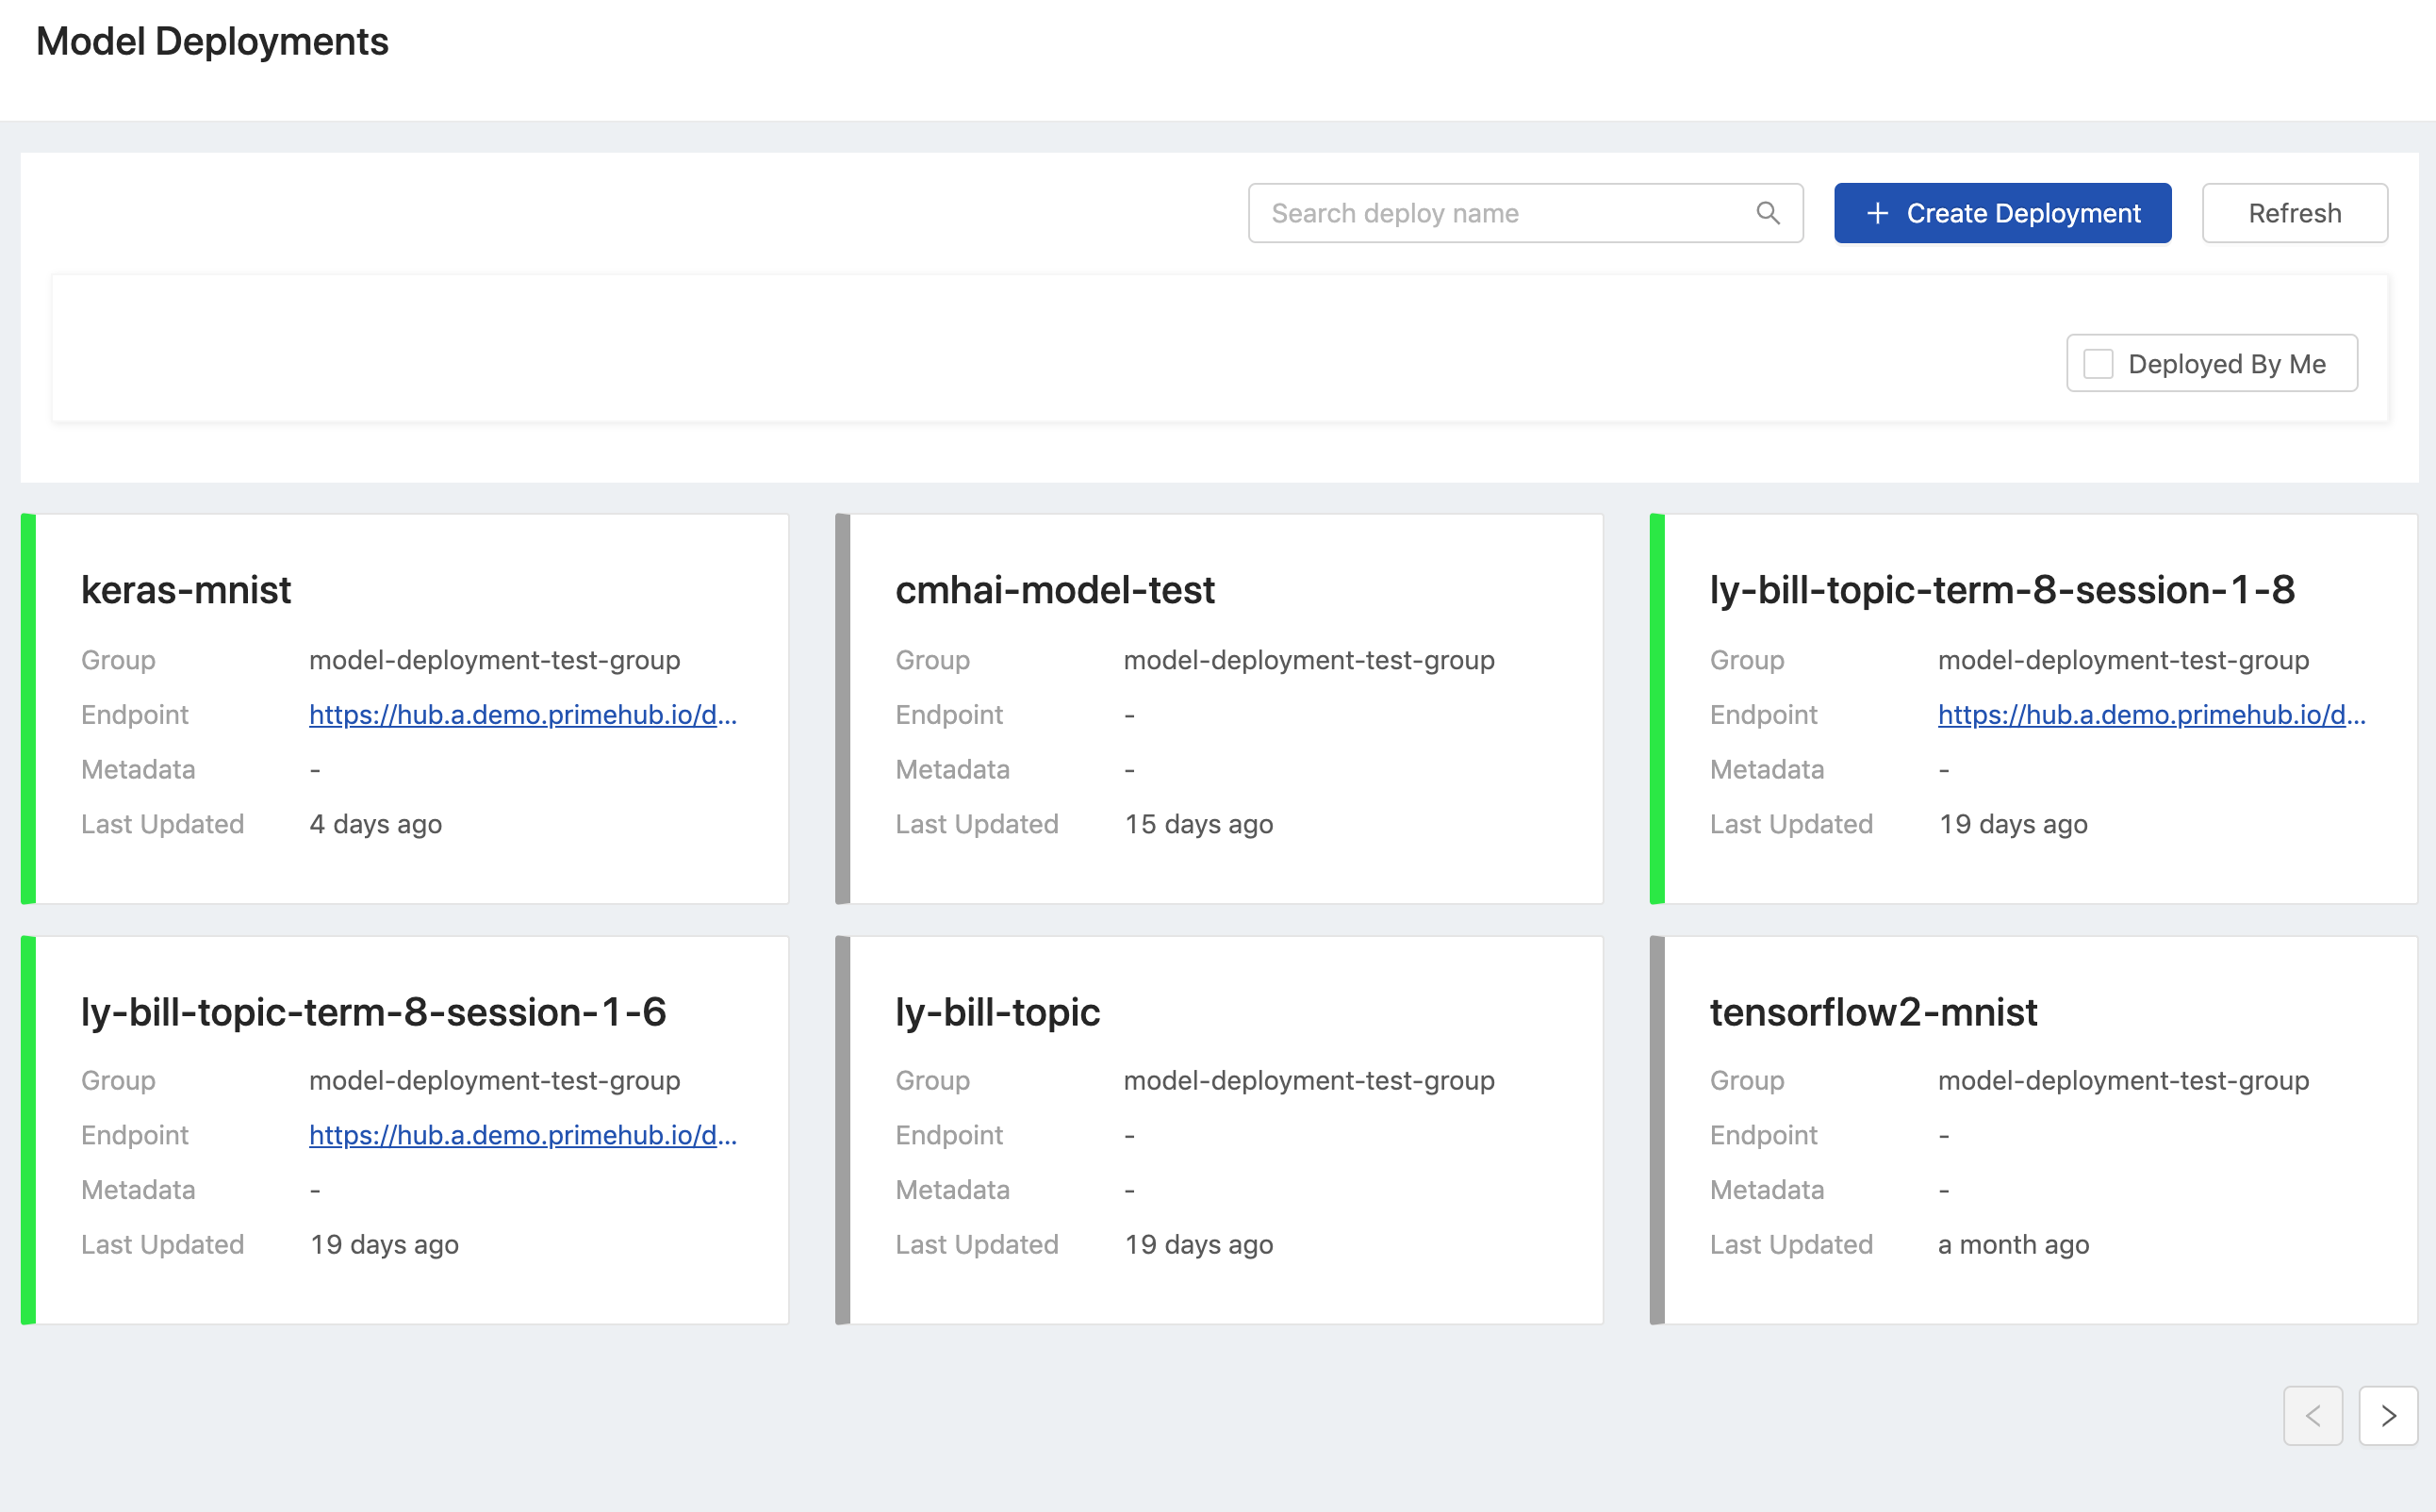 Model Deployments
Search deploy name
+ Create Deployment
Refresh
Deployed By Me
keras-mnist
Group model-deployment-test-group
Endpoint https://hub.a.demo.primehub.io/d...
Metadata -
Last Updated 4 days ago
cmhai-model-test
Group model-deployment-test-group
Endpoint -
Metadata -
Last Updated 15 days ago
ly-bill-topic-term-8-session-1-8
Group model-deployment-test-group
Endpoint https://hub.a.demo.primehub.io/d...
Metadata -
Last Updated 19 days ago
ly-bill-topic-term-8-session-1-6
Group model-deployment-test-group
Endpoint https://hub.a.demo.primehub.io/d...
Metadata -
Last Updated 19 days ago
ly-bill-topic
Group model-deployment-test-group
Endpoint -
Metadata -
Last Updated 19 days ago
tensorflow2-mnist
Group model-deployment-test-group
Endpoint -
Metadata -
Last Updated a month ago